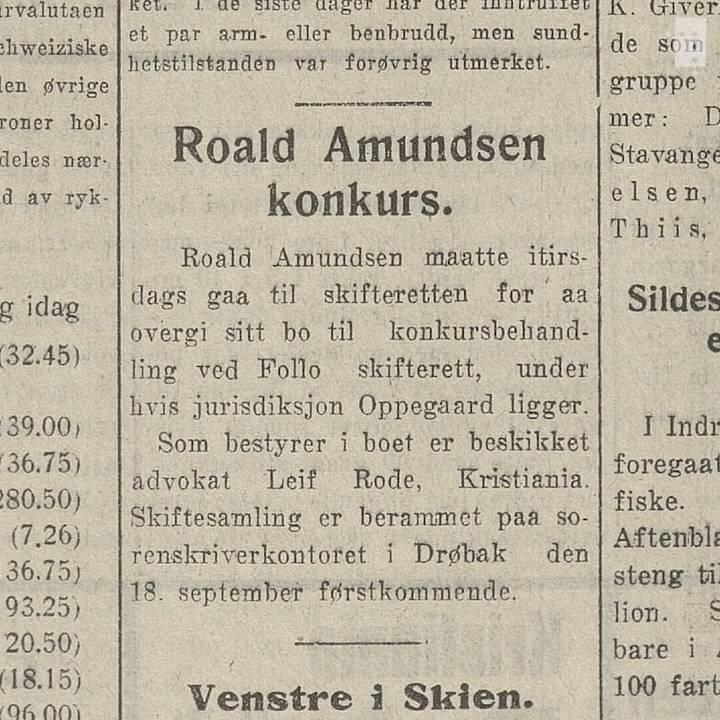 arvalutaen
chweiziske
len øvrige
roner hol-
deles nær-
d av ryk-
g idag
(32.45)
39.00)
(36.75)
280.50)
(7.26)
36.75)
93.25)
20.50)
(18.15)
(96.00)
ket. I de siste dager har der inntruffet
et par arm- eller benbrudd, men sund-
hetstilstanden var forøvrig utmerket.
Roald Amundsen
konkurs.
Roald Amundsen maatte itirs-
dags gaa til skifteretten for aa
overgi sitt bo til konkursbehand-
ling ved Follo skifterett, under
hvis jurisdiksjon Oppegaard ligger.
Som bestyrer i boet er beskikket
advokat Leif Rode, Kristiania.
Skiftesamling er berammet paa so-
renskriverkontoret i Drøbak den
18. september førstkommende.
Venstre i Skien.
K. Giver
de som
gruppe
mer: D
Stavange
elsen,
Thiis,
Sildes
e
I Indr
foregaat
fiske.
Aftenbla
steng til
lion. S
bare i A
100 fart